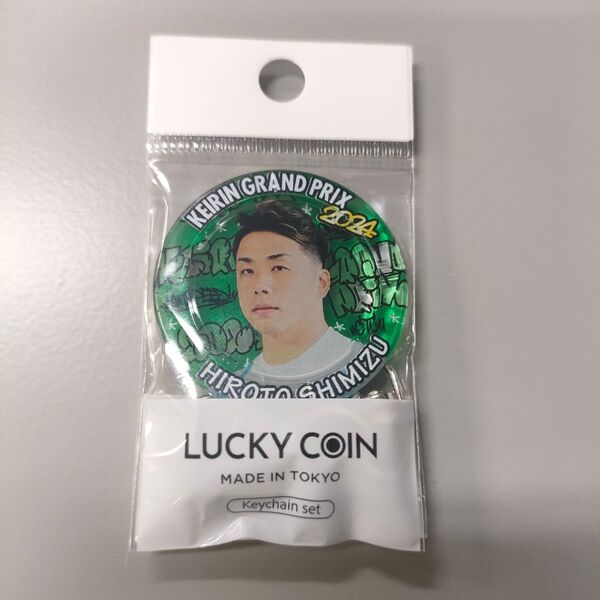 KEIRIN GRAND PRIX
2024
HIROTO SHIMIZU
LUCKY COIN
MADE IN TOKYO
Keychain set